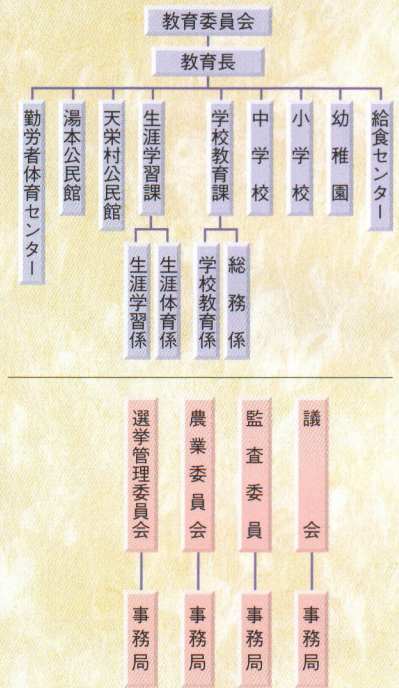 教育委員会
教育長
給食センター
幼稚園
小学校
中学校
学校教育課
生涯学習課
天栄村公民館
湯本公民館
勤労者体育センター
総務係
学校教育係
生涯体育係
生涯学習係
議会
監査委員
農業委員会
選挙管理委員会
事務局
事務局
事務局
事務局